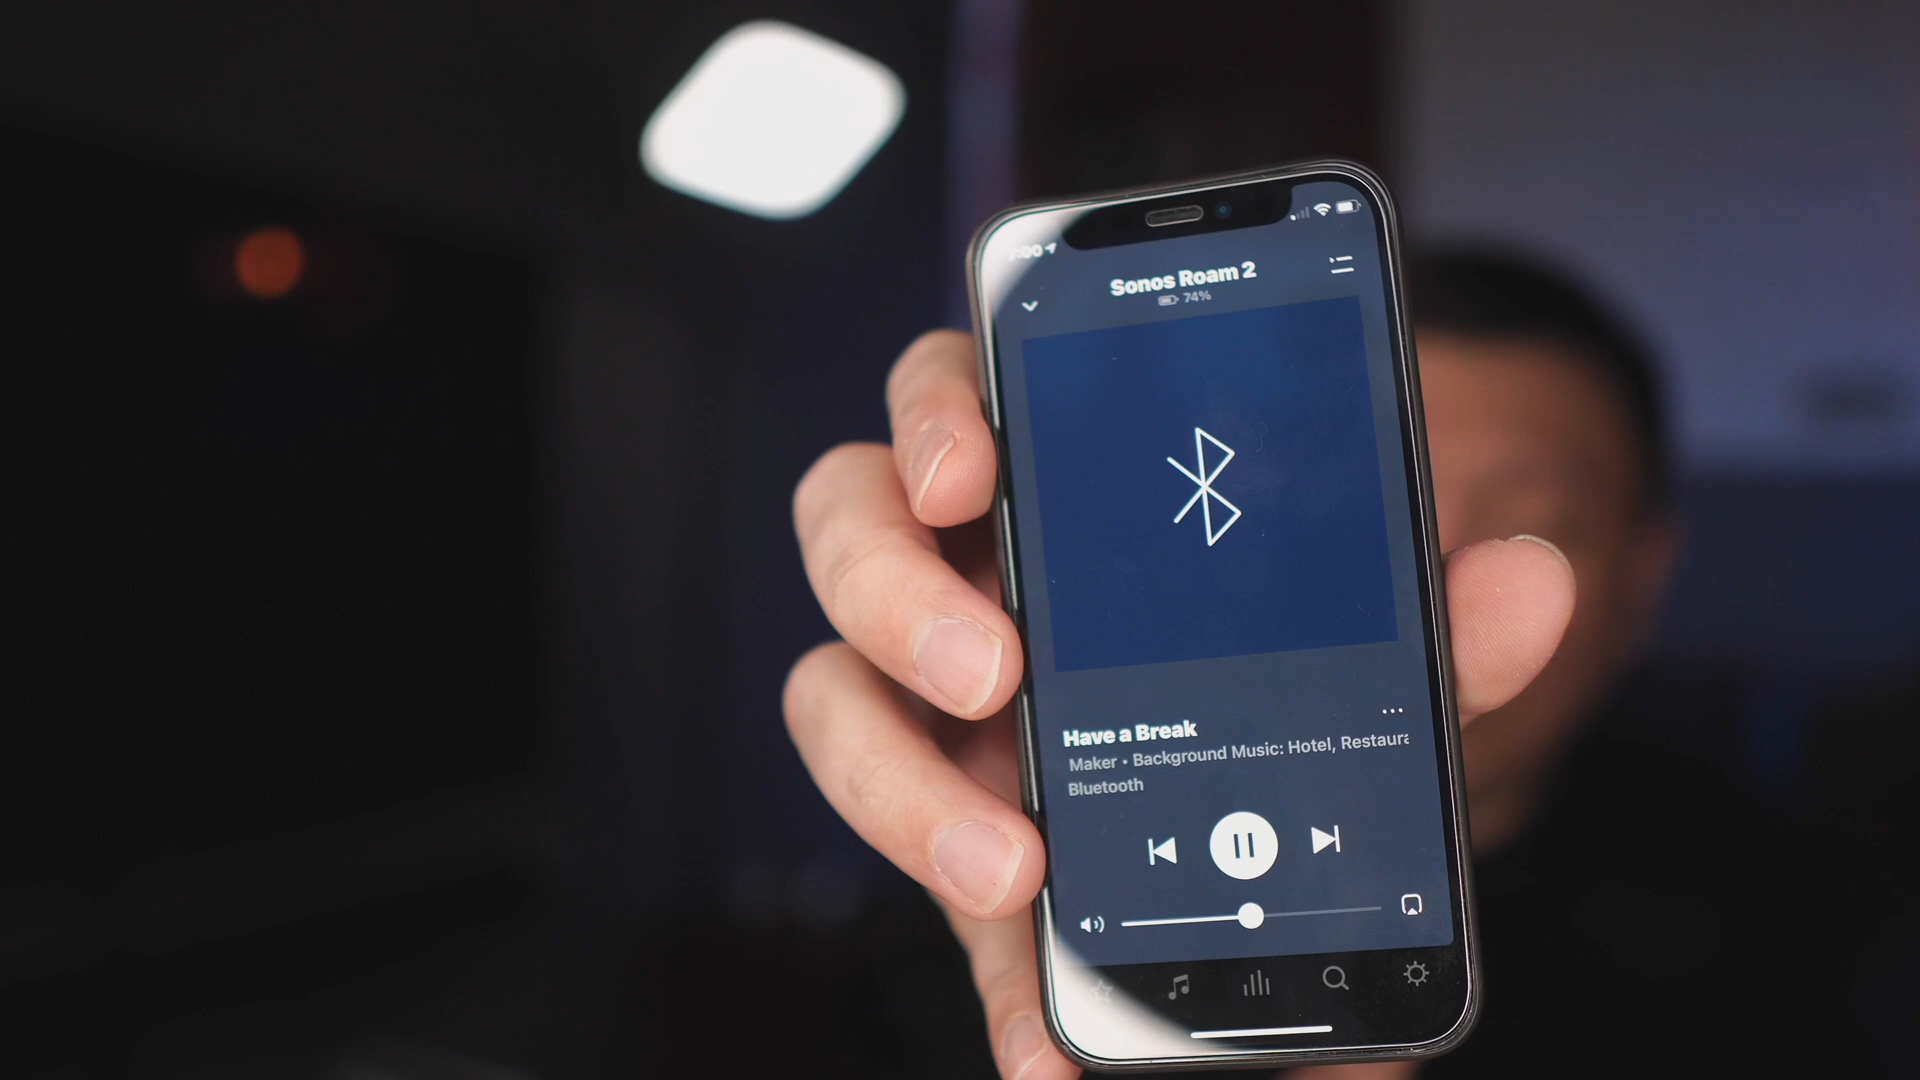 Sonos Roam 2
74%
Have a Break
Maker • Background Music: Hotel, Restaura
Bluetooth